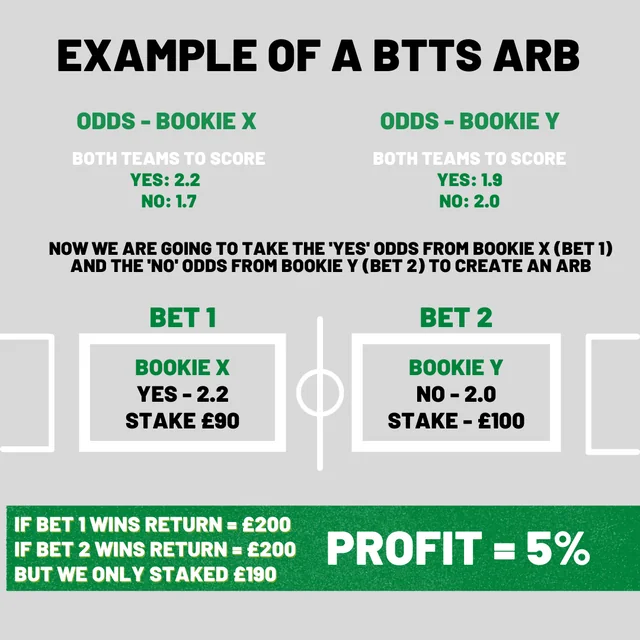 EXAMPLE OF A BTTS ARB
ODDS - BOOKIE X
BOTH TEAMS TO SCORE
YES: 2.2
NO: 1.7
ODDS - BOOKIE Y
BOTH TEAMS TO SCORE
YES: 1.9
NO: 2.0
NOW WE ARE GOING TO TAKE THE 'YES' ODDS FROM BOOKIE X (BET 1)
AND THE 'NO' ODDS FROM BOOKIE Y (BET 2) TO CREATE AN ARB
BET 1
BOOKIE X
YES - 2.2
STAKE £90
BET 2
BOOKIE Y
NO - 2.0
STAKE - £100
IF BET 1 WINS RETURN = £200
IF BET 2 WINS RETURN = £200
BUT WE ONLY STAKED £190
PROFIT = 5%